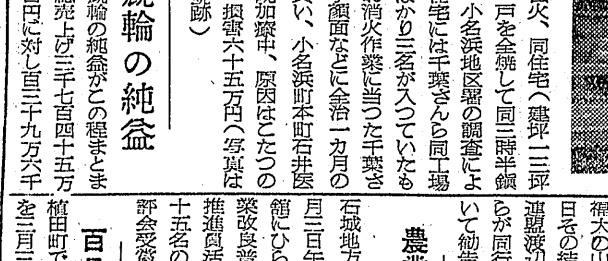 火、同住宅(建坪一三坪
戸を全焼して同三時半鎮
小名浜地区署の調査によ
宅には千葉さんら同工場
ばかり三名が入つていたも
消火作業に当つた千葉さ
顔面などに全治一カ月の
い、小名浜町本町石井医
院加療中、原因はこたつの
損害六十五万円(写真は
跡)
競輪の純益
競輪の純益がこの程まとま
売上げ三千七百四十五万
円に対し百三十九万六千
福大の
日その結
連盟渡辺
らが同行
いて勧告
農業
石城地方
月三日午
館にひら
業改良普
推進員活
十五名の
評会受賞
百
植田町で
を三月二